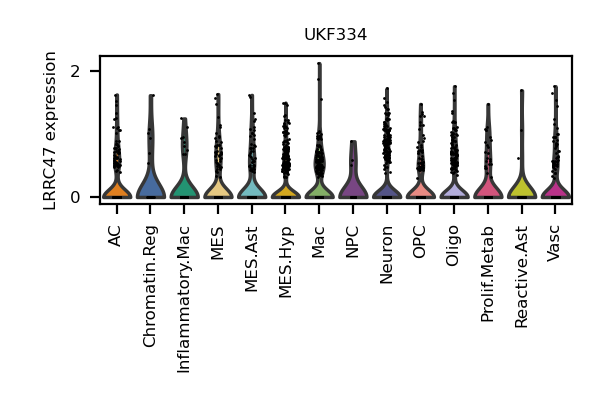 UKF334
LRRC47 expression
2
0
AC
Chromatin.Reg
Inflammatory.Mac
MES
MES.Ast
MES.Hyp
Mac
NPC
Neuron
OPC
Oligo
Prolif.Metab
Reactive.Ast
Vasc